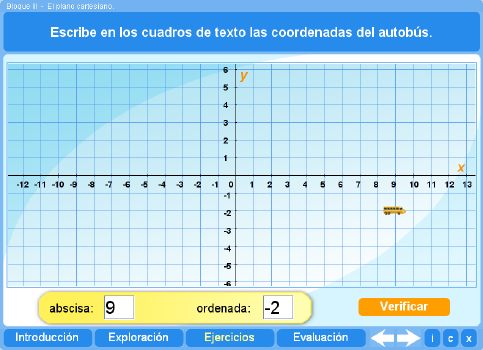 Bloque III - El plano cartesiano.
Escribe en los cuadros de texto las coordenadas del autobús.
6
y
5
4
3
2
1
x
-12 -11 -10 -9 -8 -7 -6 -5 -4 -3 -2 -1 0 1 2 3 4 5 6 7 8 9 10 11 12 13
-1
-2
-3
-4
-5
-6
abscisa: 9 ordenada: -2 Verificar
Introducción Exploración Ejercicios Evaluación i c x